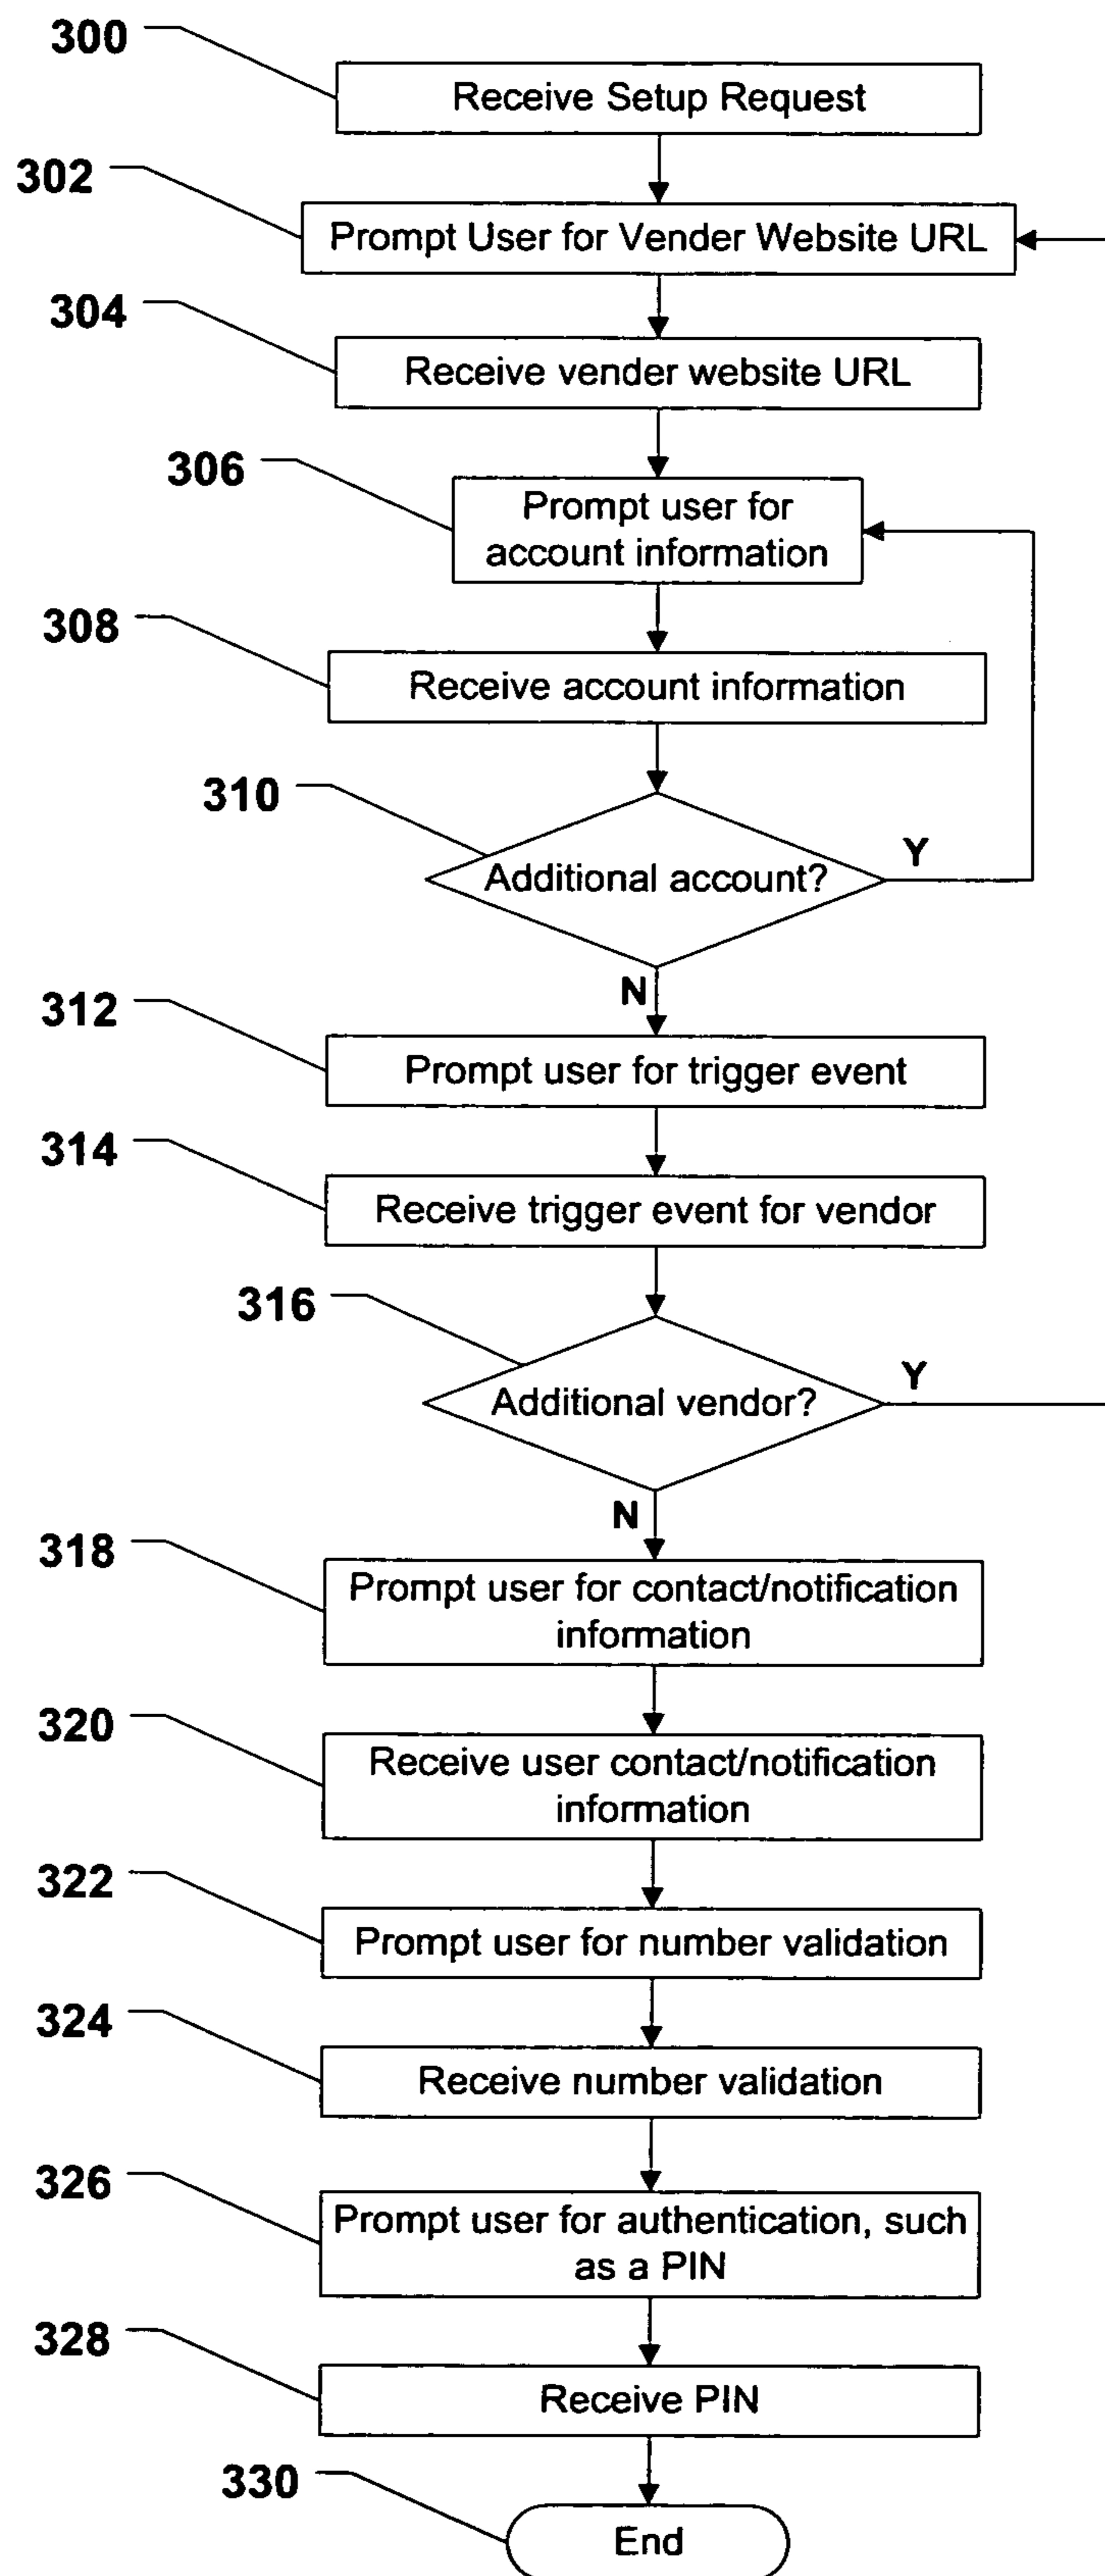 300
Receive Setup Request
302
Prompt User for Vender Website URL
304
Receive vender website URL
306
Prompt user for
account information
308
Receive account information
310
Additional account?
Y
N
312
Prompt user for trigger event
314
Receive trigger event for vendor
316
Additional vendor?
Y
N
318
Prompt user for contact/notification
information
320
Receive user contact/notification
information
322
Prompt user for number validation
324
Receive number validation
326
Prompt user for authentication, such
as a PIN
328
Receive PIN
330
End